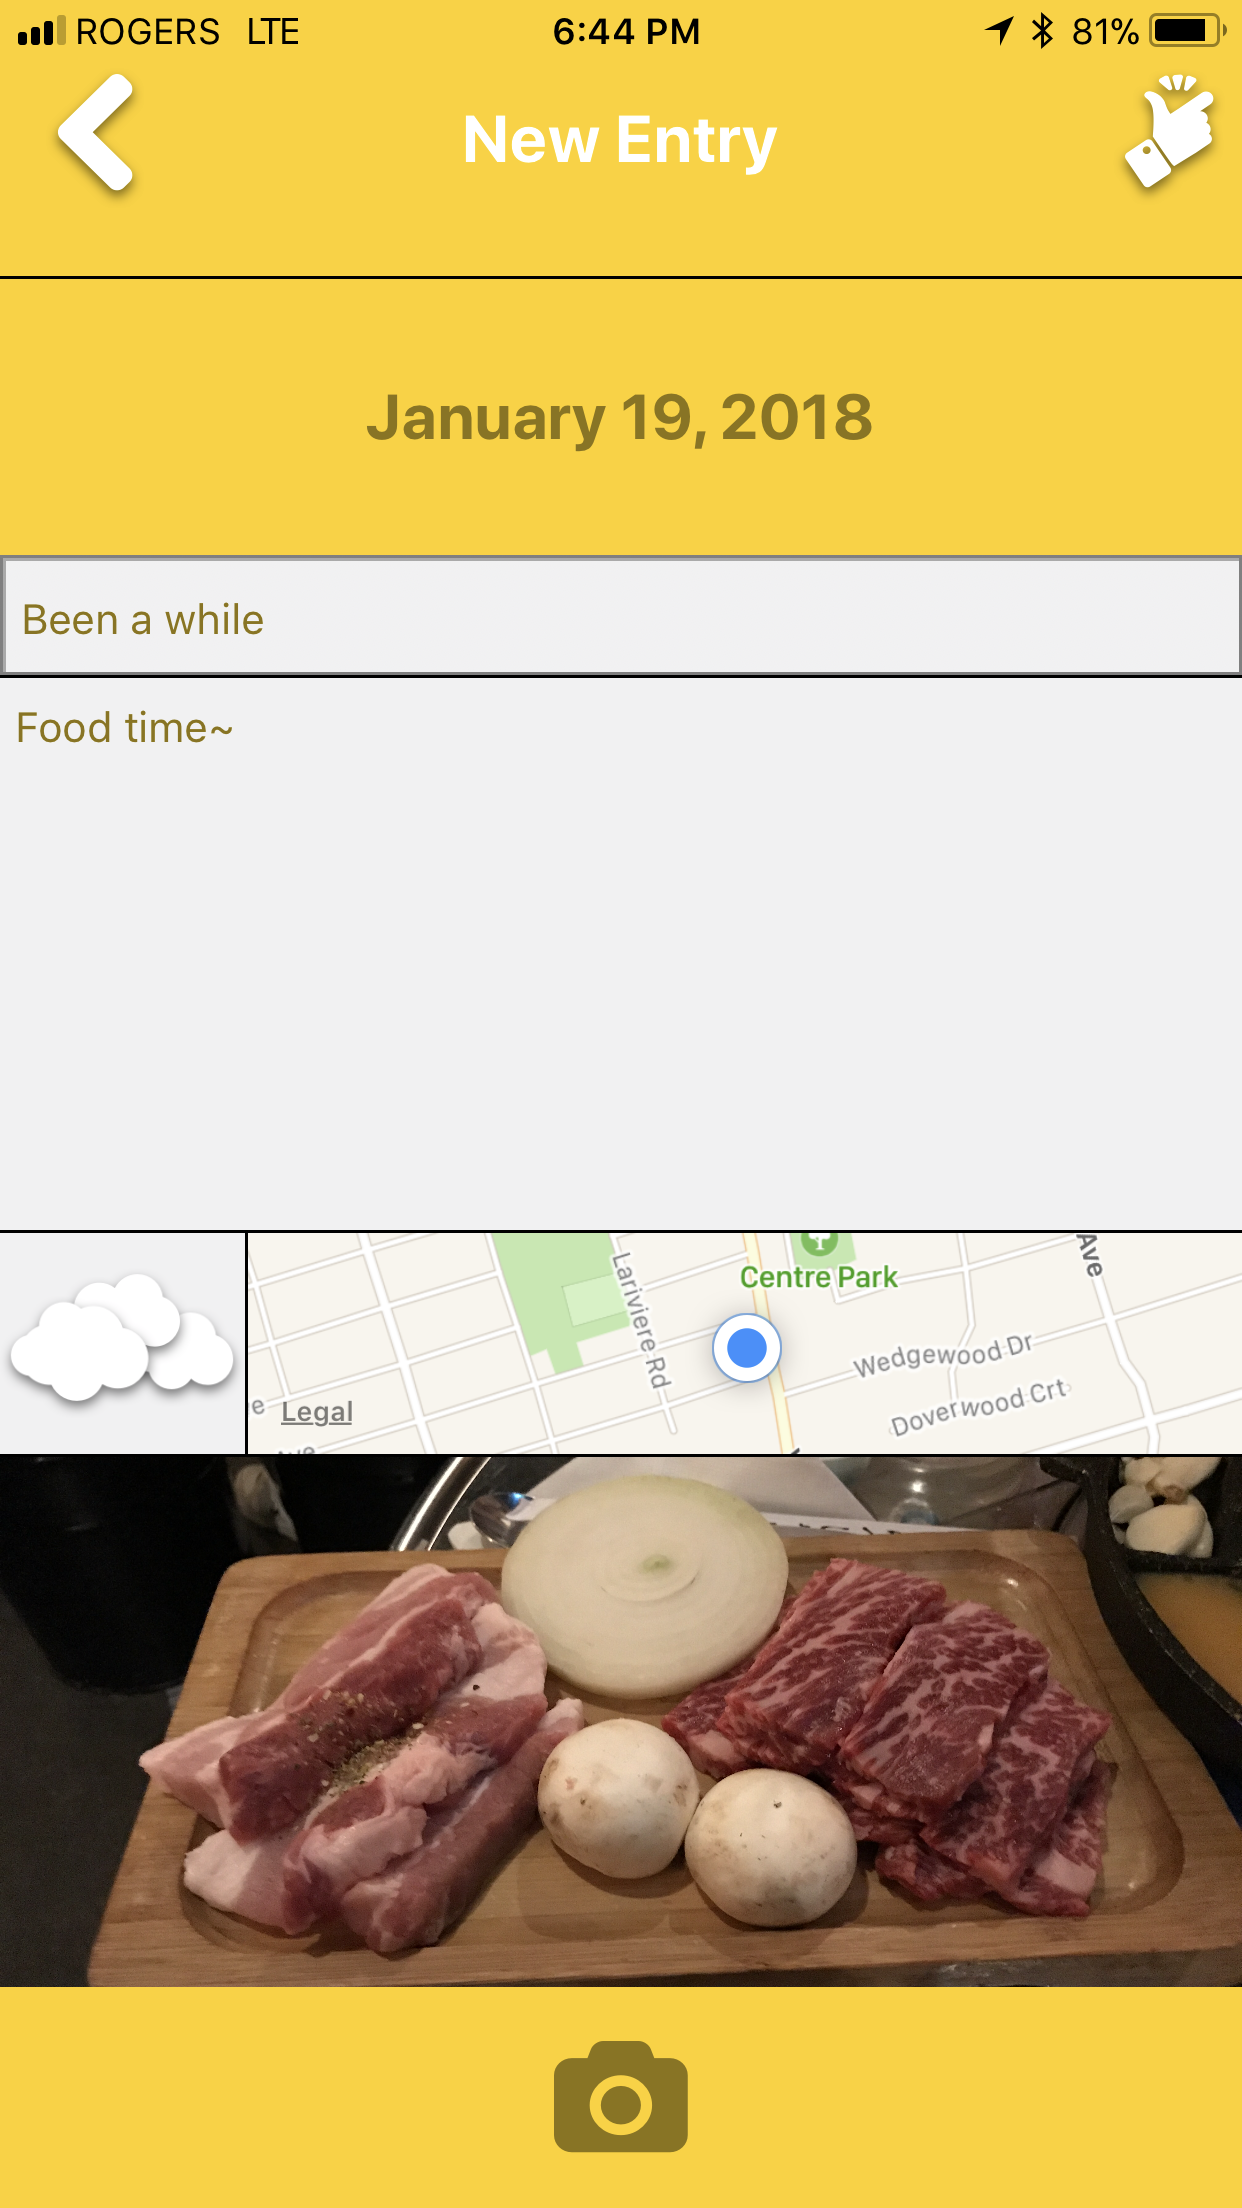 ROGERS LTE 6:44 PM 81%
New Entry
January 19, 2018
Been a while
Food time~
Centre Park
Lariviere Rd
Ave
Wedgewood Dr
Doverwood Crt
e
Legal
Ave